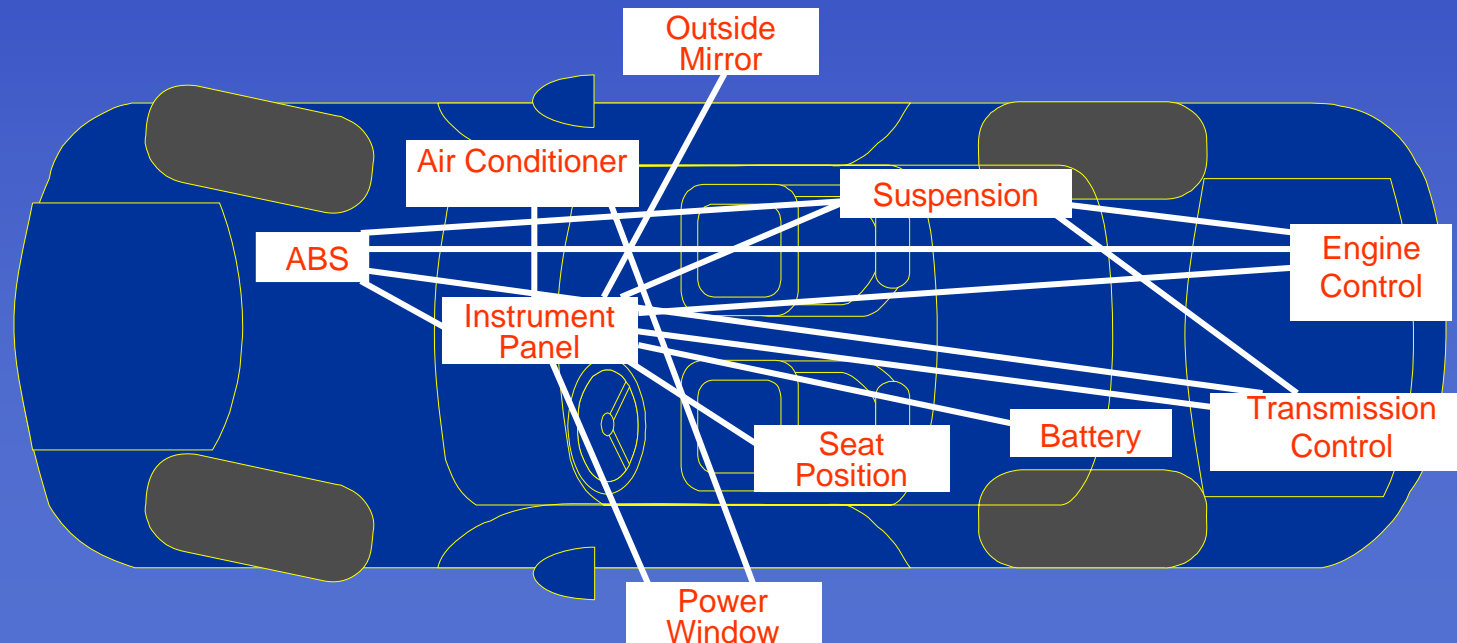 Outside
Mirror
Air Conditioner
Suspension
ABS
Engine
Control
Instrument
Panel
Transmission
Control
Battery
Seat
Position
Power
Window